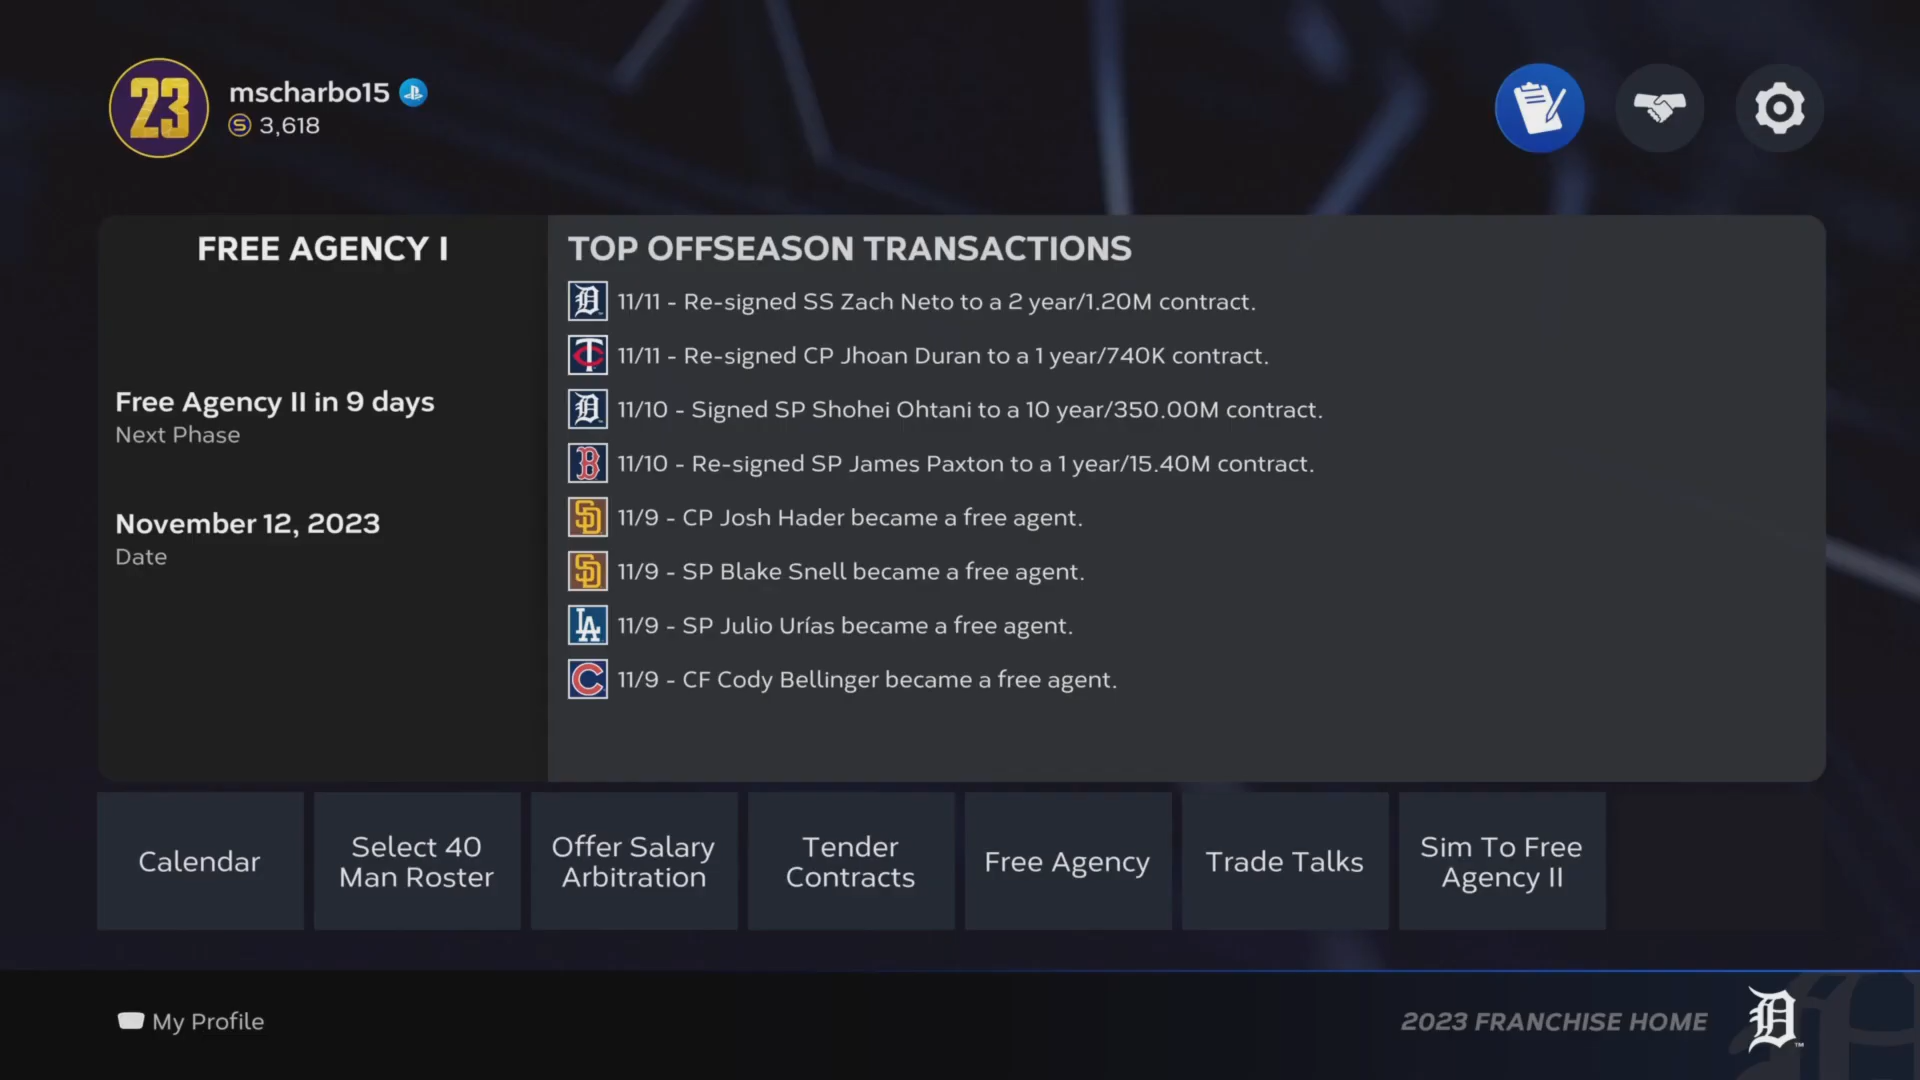 23
mscharbo15
3,618
FREE AGENCY I
Free Agency II in 9 days
Next Phase
November 12, 2023
Date
TOP OFFSEASON TRANSACTIONS
11/11 - Re-signed SS Zach Neto to a 2 year/1.20M contract.
11/11 - Re-signed CP Jhoan Duran to a 1 year/740K contract.
11/10 - Signed SP Shohei Ohtani to a 10 year/350.00M contract.
11/10 - Re-signed SP James Paxton to a 1 year/15.40M contract.
11/9 - CP Josh Hader became a free agent.
11/9 - SP Blake Snell became a free agent.
11/9 - SP Julio Urías became a free agent.
11/9 - CF Cody Bellinger became a free agent.
Calendar
Select 40
Man Roster
Offer Salary
Arbitration
Tender
Contracts
Free Agency
Trade Talks
Sim To Free
Agency II
My Profile
2023 FRANCHISE HOME